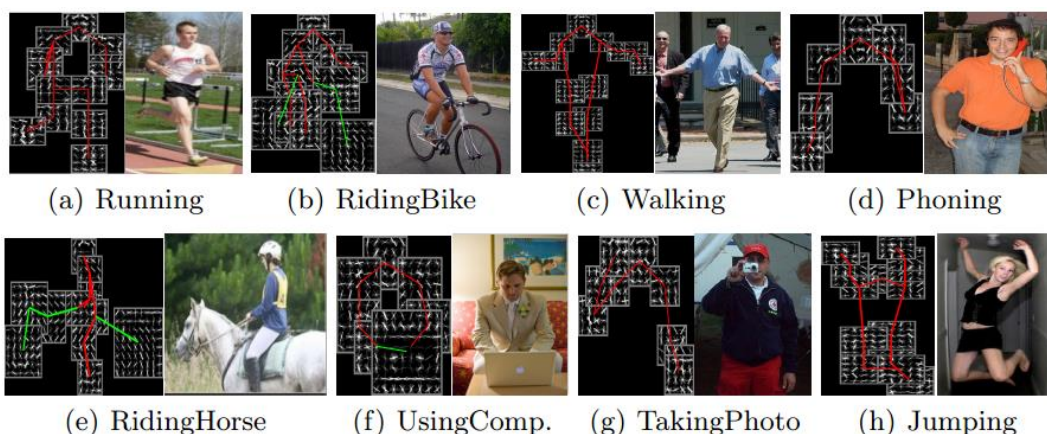 (a) Running
(b) RidingBike
(c) Walking
(d) Phoning
(e) RidingHorse
(f) UsingComp.
(g) TakingPhoto
(h) Jumping